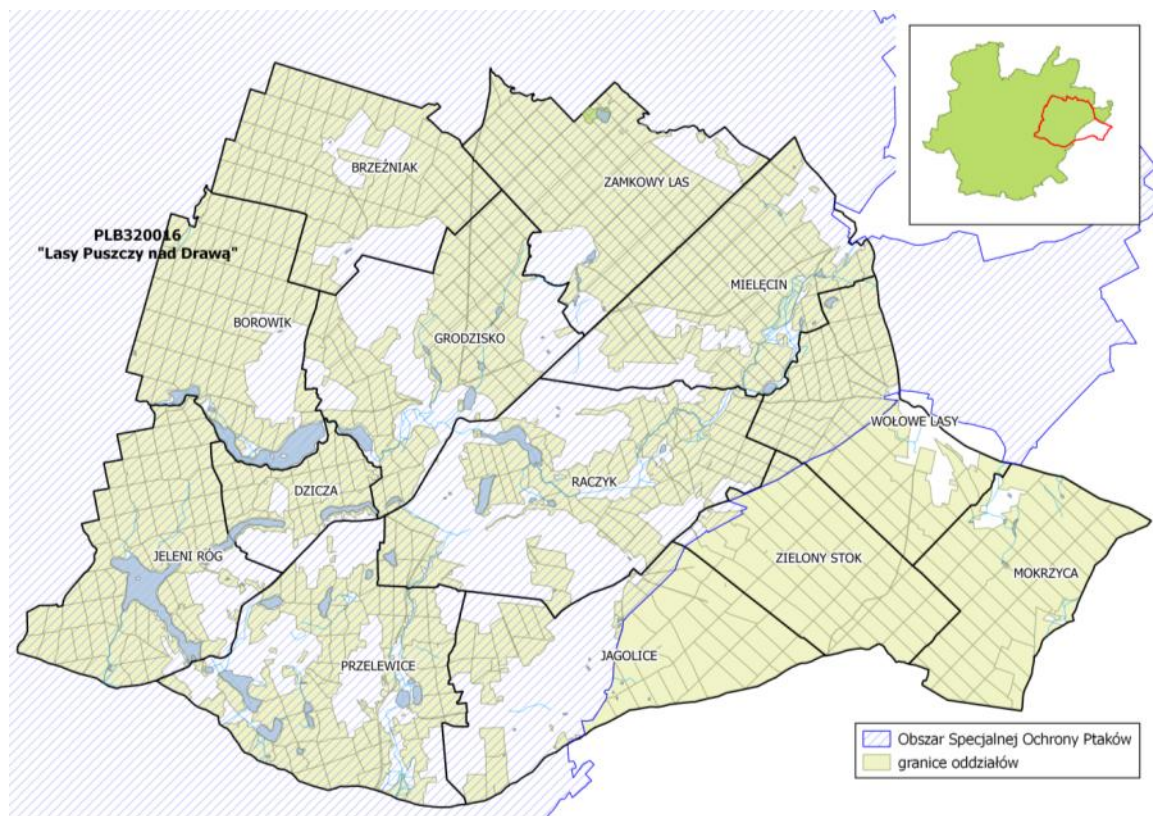 BRZEŹNIAK
ZAMKOWY LAS
PLB320016
"Lasy Puszczy nad Drawą"
MIELĘCIN
BOROWIK
GRODZISKO
WOŁOWE LASY
RACZYK
DZICZA
JELENI RÓG
ZIELONY STOK
MOKRZYCA
JAGOLICE
PRZELEWICE
Obszar Specjalnej Ochrony Ptaków
granice oddziałów